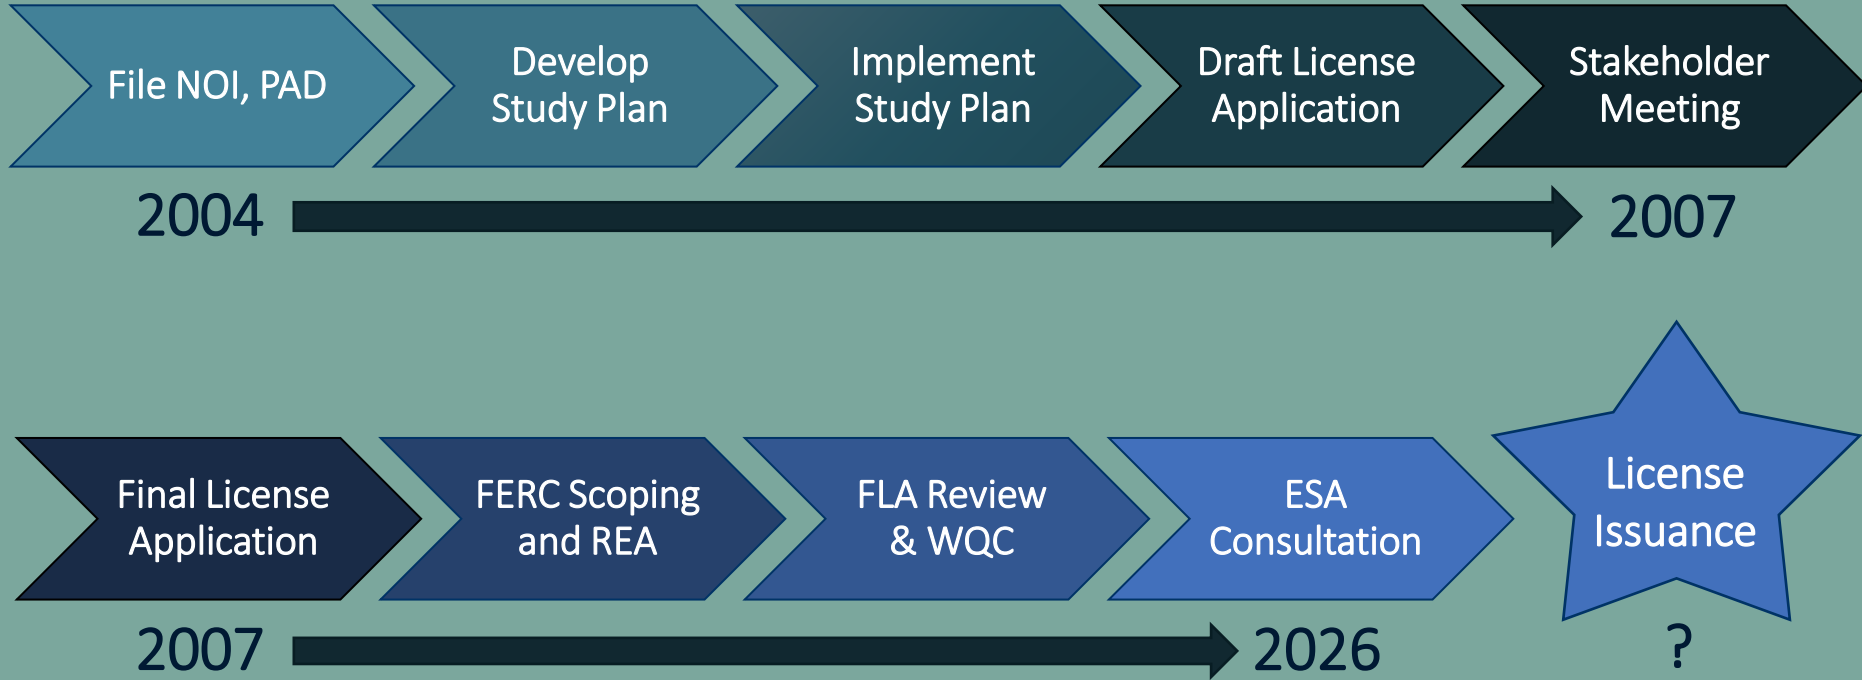 File NOI, PAD
Develop
Study Plan
Implement
Study Plan
Draft License
Application
Stakeholder
Meeting
2004
2007
Final License
Application
FERC Scoping
and REA
FLA Review
& WQC
ESA
Consultation
License
Issuance
2007
2026
?